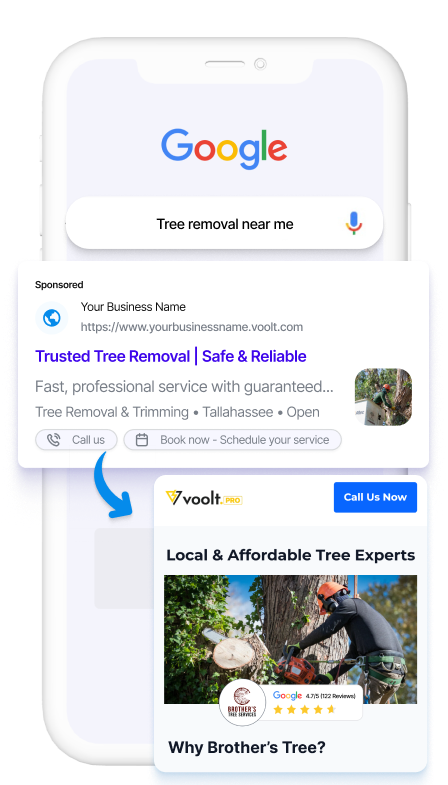 Google
Tree removal near me
Sponsored
Your Business Name
https://www.yourbusinessname.voolt.com
Trusted Tree Removal | Safe & Reliable
Fast, professional service with guaranteed...
Tree Removal & Trimming • Tallahassee • Open
Call us
Book now - Schedule your service
voolt PRO
Call Us Now
Local & Affordable Tree Experts
BROTHER'S
TREE SERVICES
Google 4.7/5 (122 Reviews)
Why Brother's Tree?